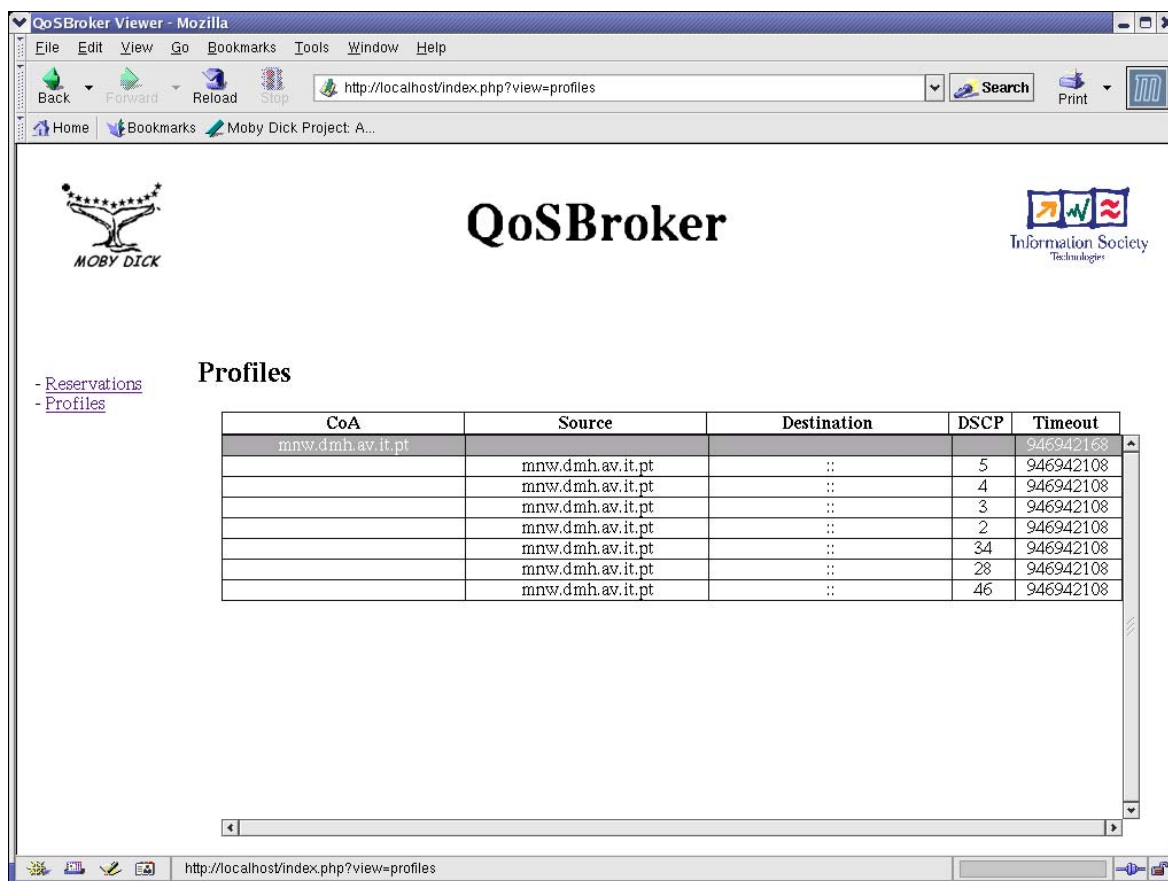 QoSBroker Viewer - Mozilla
File Edit View Go Bookmarks Tools Window Help
Back Forward Reload Stop http://localhost/index.php?view=profiles Search Print
Home Bookmarks Moby Dick Project: A...
MOBY DICK
QoSBroker
Information Society
Technologies
- Reservations
- Profiles
Profiles
CoA Source Destination DSCP Timeout
mnw.dmh.av.it.pt 946942168
mnw.dmh.av.it.pt :: 5 946942108
mnw.dmh.av.it.pt :: 4 946942108
mnw.dmh.av.it.pt :: 3 946942108
mnw.dmh.av.it.pt :: 2 946942108
mnw.dmh.av.it.pt :: 34 946942108
mnw.dmh.av.it.pt :: 28 946942108
mnw.dmh.av.it.pt :: 46 946942108
http://localhost/index.php?view=profiles